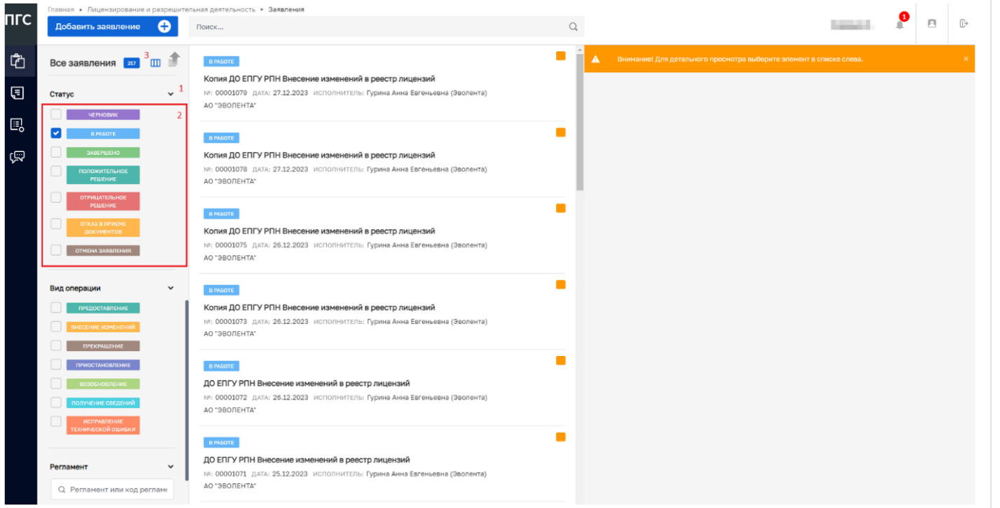 Главная ▸ Лицензирование и разрешительная деятельность ▸ Заявления
ПГС
Добавить заявление
Поиск...
1
Все заявления 217
3
Статус
1
2
ЧЕРНОВИК
В РАБОТЕ
ЗАВЕРШЕНО
ПОЛОЖИТЕЛЬНОЕ
РЕШЕНИЕ
ОТРИЦАТЕЛЬНОЕ
РЕШЕНИЕ
ОТКАЗ В ПРИЕМЕ
ДОКУМЕНТОВ
ОТМЕНА ЗАЯВЛЕНИЯ
Вид операции
ПРЕДОСТАВЛЕНИЕ
ВНЕСЕНИЕ ИЗМЕНЕНИЙ
ПРЕКРАЩЕНИЕ
ПРИОСТАНОВЛЕНИЕ
ВОЗОБНОВЛЕНИЕ
ПОЛУЧЕНИЕ СВЕДЕНИЙ
ИСПРАВЛЕНИЕ
ТЕХНИЧЕСКОЙ ОШИБКИ
Регламент
Регламент или код реглам
В РАБОТЕ
Копия ДО ЕПГУ РПН Внесение изменений в реестр лицензий
№: 00001079 ДАТА: 27.12.2023 ИСПОЛНИТЕЛЬ: Гурина Анна Евгеньевна (Эволента)
АО "ЭВОЛЕНТА"
В РАБОТЕ
Копия ДО ЕПГУ РПН Внесение изменений в реестр лицензий
№: 00001078 ДАТА: 27.12.2023 ИСПОЛНИТЕЛЬ: Гурина Анна Евгеньевна (Эволента)
АО "ЭВОЛЕНТА"
В РАБОТЕ
Копия ДО ЕПГУ РПН Внесение изменений в реестр лицензий
№: 00001075 ДАТА: 26.12.2023 ИСПОЛНИТЕЛЬ: Гурина Анна Евгеньевна (Эволента)
АО "ЭВОЛЕНТА"
В РАБОТЕ
Копия ДО ЕПГУ РПН Внесение изменений в реестр лицензий
№: 00001073 ДАТА: 26.12.2023 ИСПОЛНИТЕЛЬ: Гурина Анна Евгеньевна (Эволента)
АО "ЭВОЛЕНТА"
В РАБОТЕ
ДО ЕПГУ РПН Внесение изменений в реестр лицензий
№: 00001072 ДАТА: 26.12.2023 ИСПОЛНИТЕЛЬ: Гурина Анна Евгеньевна (Эволента)
АО "ЭВОЛЕНТА"
В РАБОТЕ
ДО ЕПГУ РПН Внесение изменений в реестр лицензий
№: 00001071 ДАТА: 25.12.2023 ИСПОЛНИТЕЛЬ: Гурина Анна Евгеньевна (Эволента)
АО "ЭВОЛЕНТА"
Внимание! Для детального просмотра выберите элемент в списке слева.